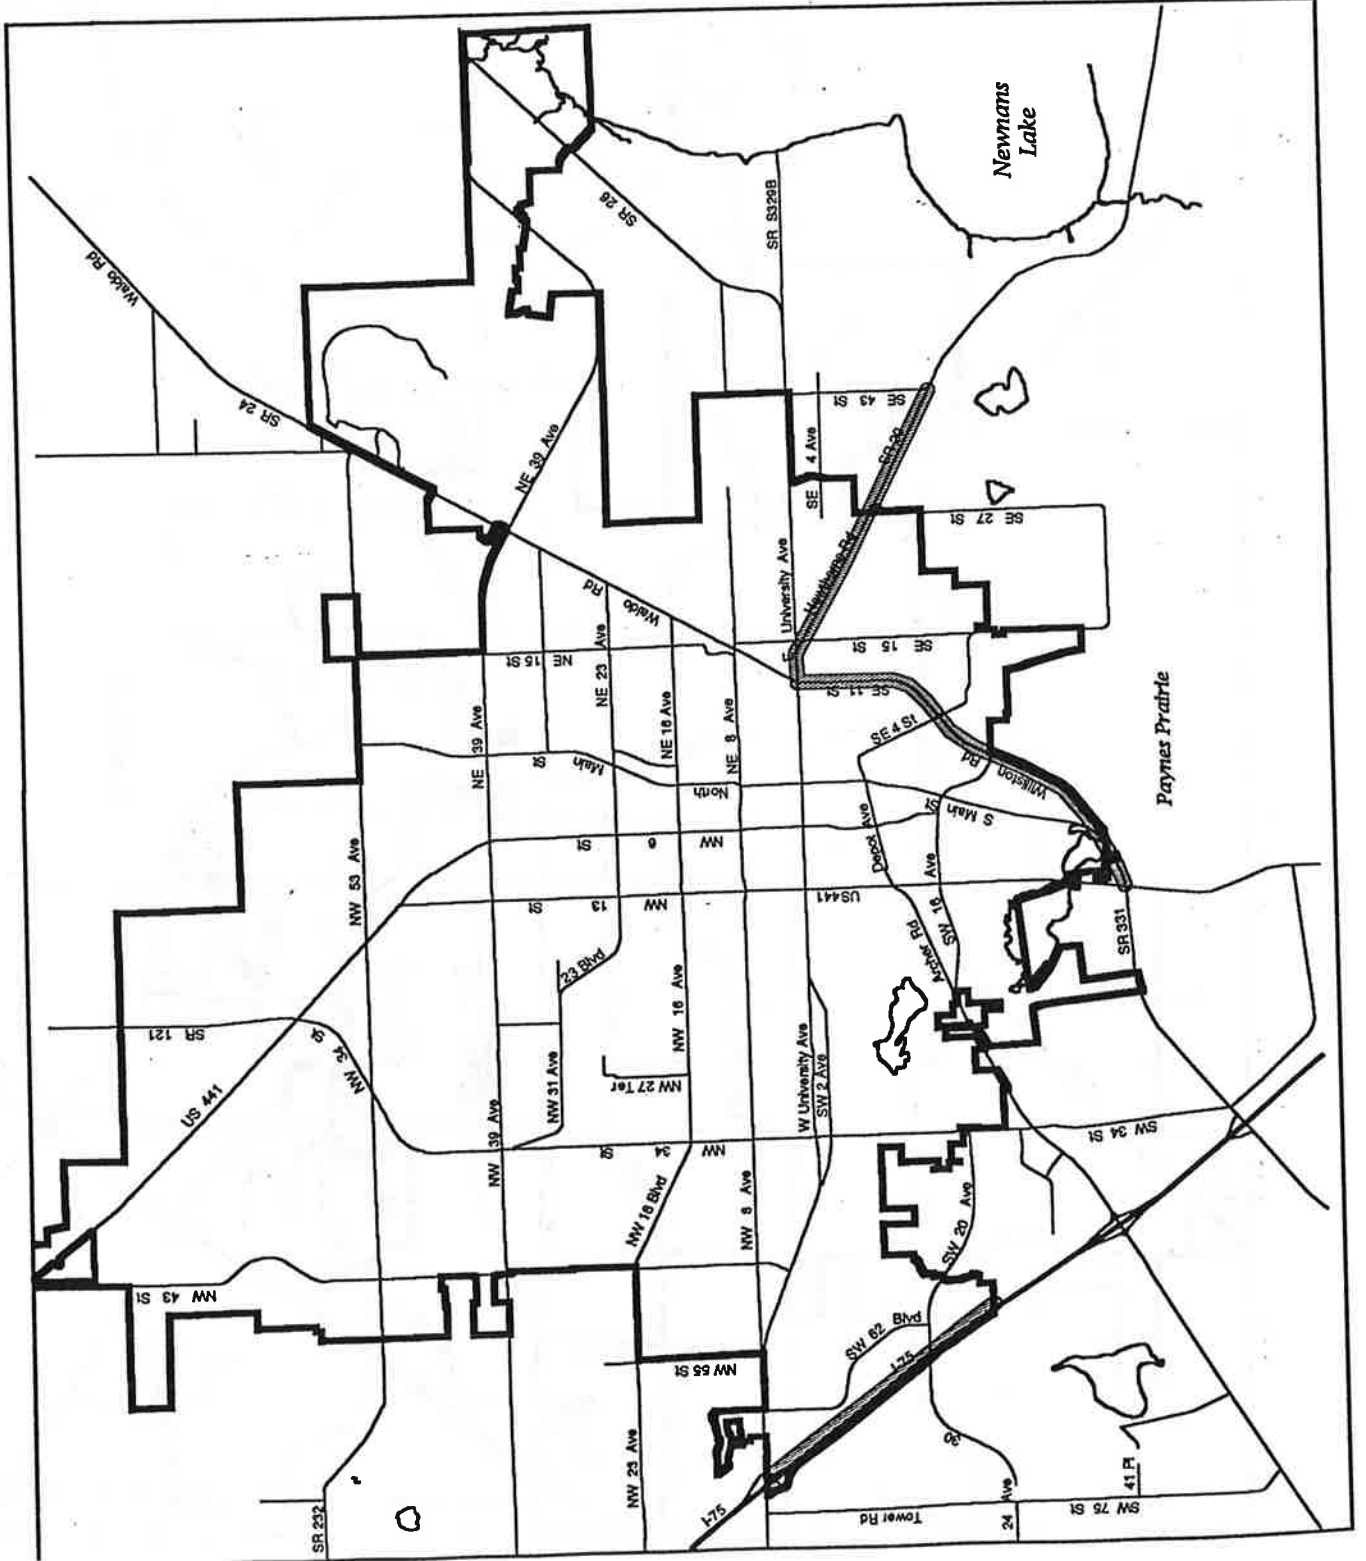 Newnans
Lake
SR 26
SR S329B
Waldo Rd
SR 24
NE 39 Ave
SE 43 St
SE 4 Ave
SR 20
SE 27 St
Hawthorne Rd
University Ave
E
Waldo
Rd
SE 15 St
NE 15 St
NE 23 Ave
NE 16 Ave
NE 8 Ave
NE 39 Ave
SE 11 St
SE 4 St
Williston
Rd
Paynes Prairie
Main
St
North
S Main
St
Depot Ave
NW 6 St
NW 53 Ave
NW 13 St
US441
SW 16 Ave
Archer Rd
SR 331
23 Blvd
NW 16 Ave
SR 121
NW 34
St
US 441
NW 31 Ave
NW 27 Ter
W University Ave
SW 2 Ave
NW 39 Ave
NW 34 St
SW 34 St
NW 16 Blvd
NW 8 Ave
SW 20 Ave
NW 43 St
SW 62 Blvd
I-75
NW 55 St
NW 23 Ave
30
I-75
Tower Rd
24 Ave
41 Pl
SW 75 St
SR 232